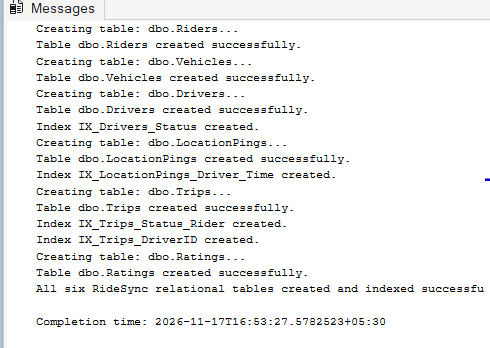 Messages
Creating table: dbo.Riders...
Table dbo.Riders created successfully.
Creating table: dbo.Vehicles...
Table dbo.Vehicles created successfully.
Creating table: dbo.Drivers...
Table dbo.Drivers created successfully.
Index IX_Drivers_Status created.
Creating table: dbo.LocationPings...
Table dbo.LocationPings created successfully.
Index IX_LocationPings_Driver_Time created.
Creating table: dbo.Trips...
Table dbo.Trips created successfully.
Index IX_Trips_Status_Rider created.
Index IX_Trips_DriverID created.
Creating table: dbo.Ratings...
Table dbo.Ratings created successfully.
All six RideSync relational tables created and indexed successfu
Completion time: 2026-11-17T16:53:27.5782523+05:30